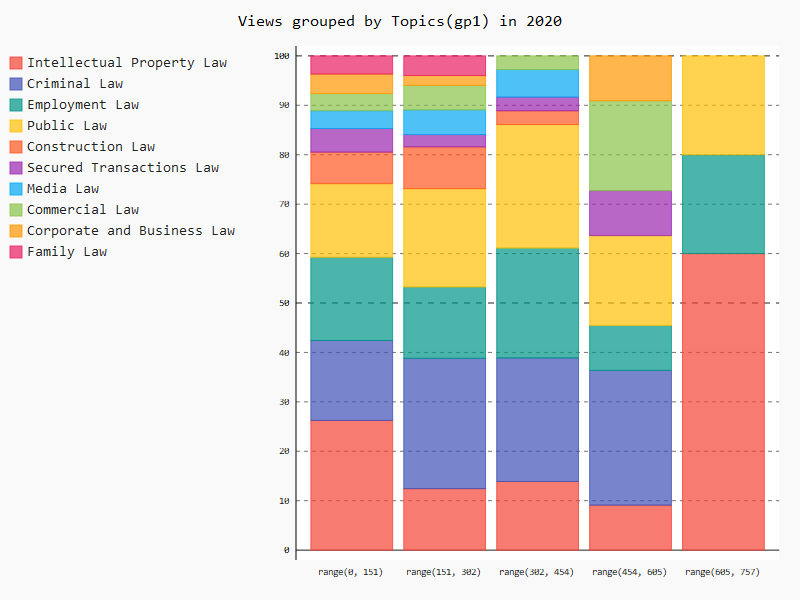 Views grouped by Topics(gp1) in 2020
Intellectual Property Law
Criminal Law
Employment Law
Public Law
Construction Law
Secured Transactions Law
Media Law
Commercial Law
Corporate and Business Law
Family Law
100
90
80
70
60
50
40
30
20
10
0
range(0, 151) range(151, 302) range(302, 454) range(454, 605) range(605, 757)